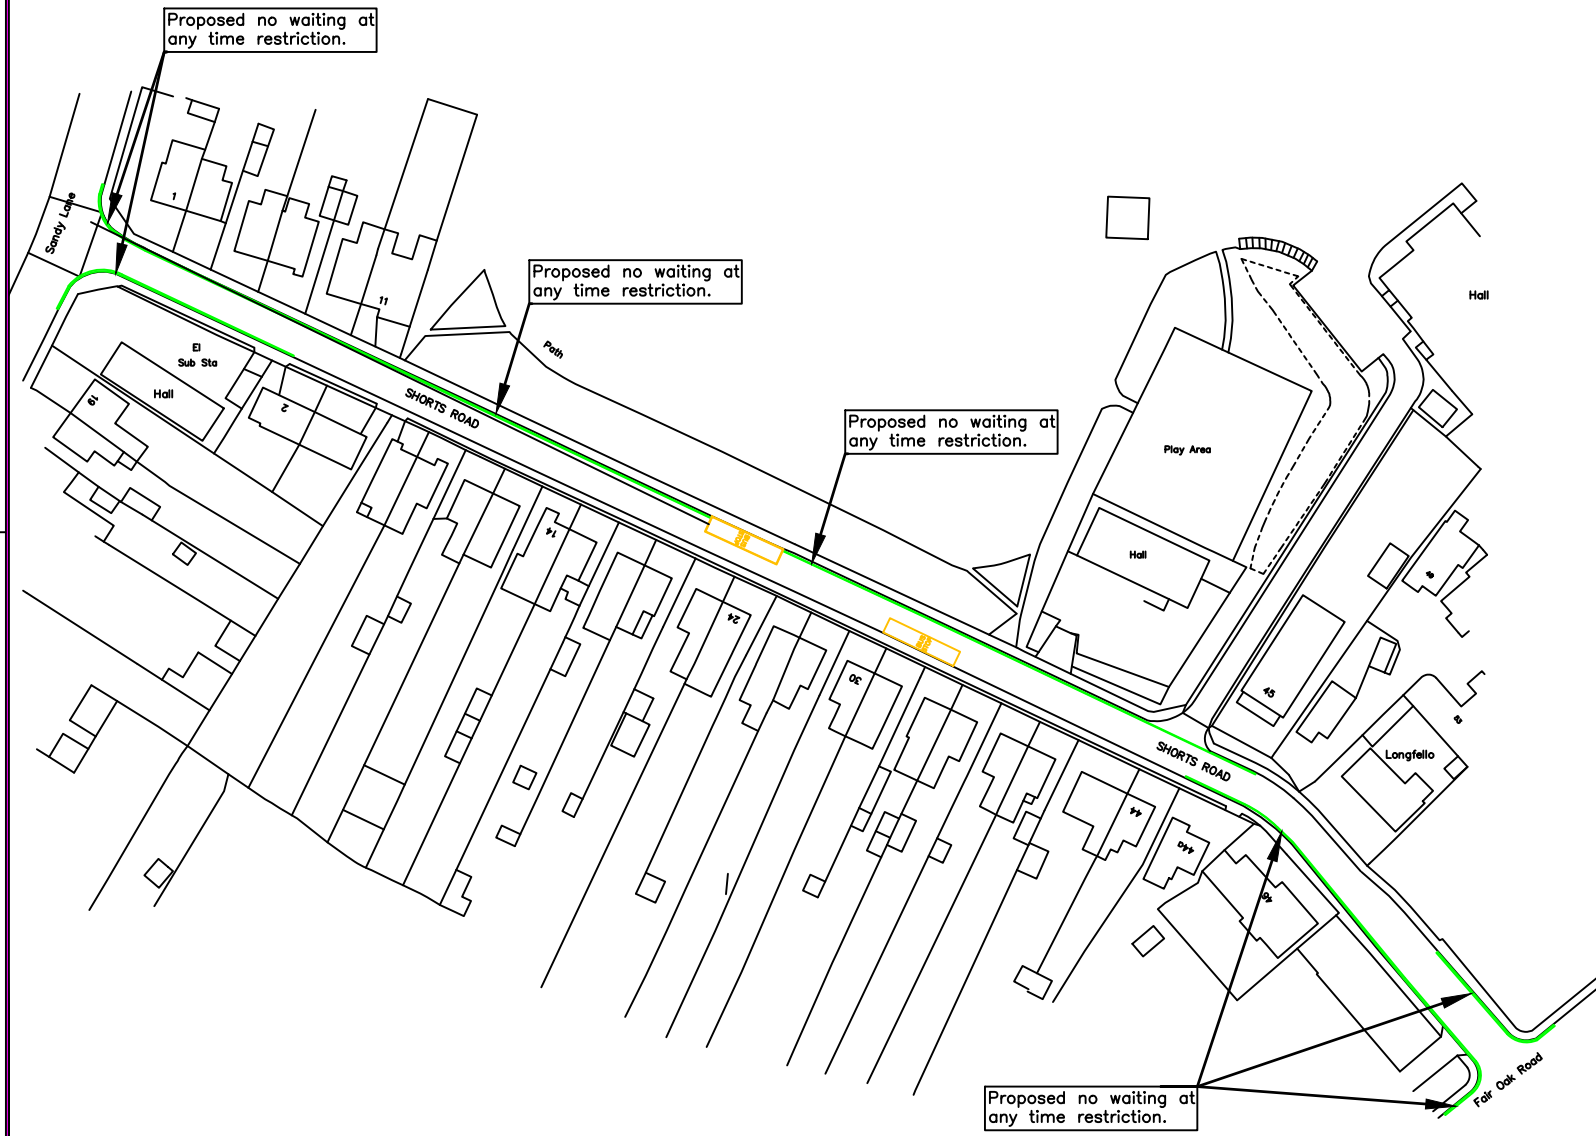 Proposed no waiting at
any time restriction.
Sandy Lane
1
11
Proposed no waiting at
any time restriction.
Path
El
Sub Sta
Hall
19
2
SHORTS ROAD
Proposed no waiting at
any time restriction.
Hall
Play Area
Hall
14
24
30
45
49
53
Longfello
SHORTS ROAD
44
44a
46
Proposed no waiting at
any time restriction.
Fair Oak Road